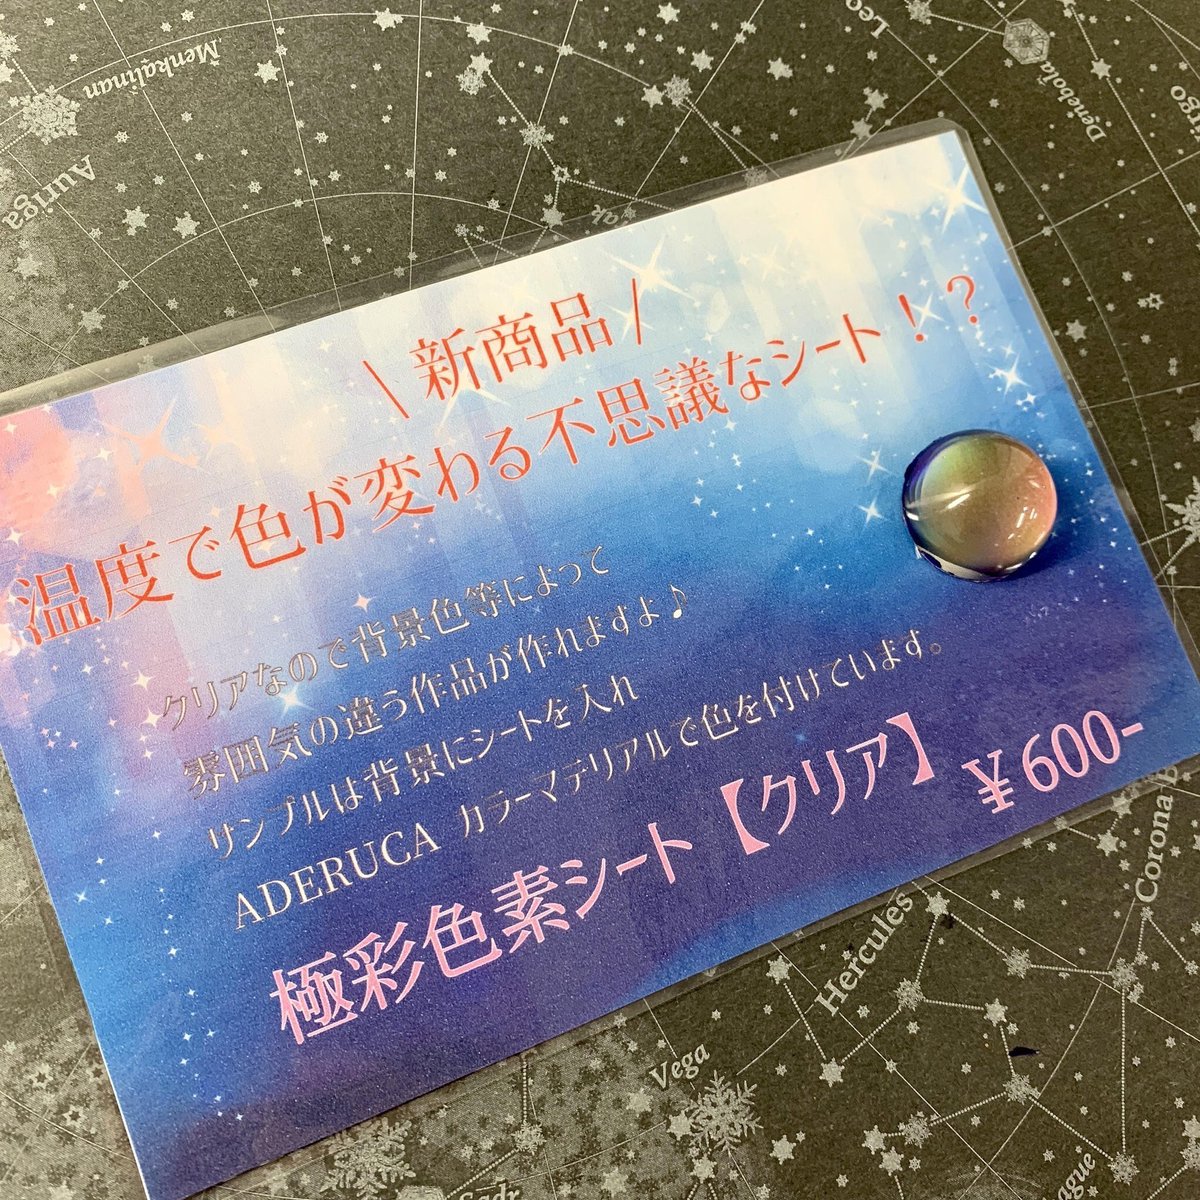 Menkalinan
Auriga
Leo
Denebola
\ 新商品 /
温度で色が変わる不思議なシート！？
クリアなので背景色等によって
雰囲気の違う作品が作れますよ♪
サンプルは背景にシートを入れ
ADERUCA カラーマテリアルで色を付けています。
極彩色素シート【クリア】 ￥600-
Corona B
Hercules
Vega
Sadr